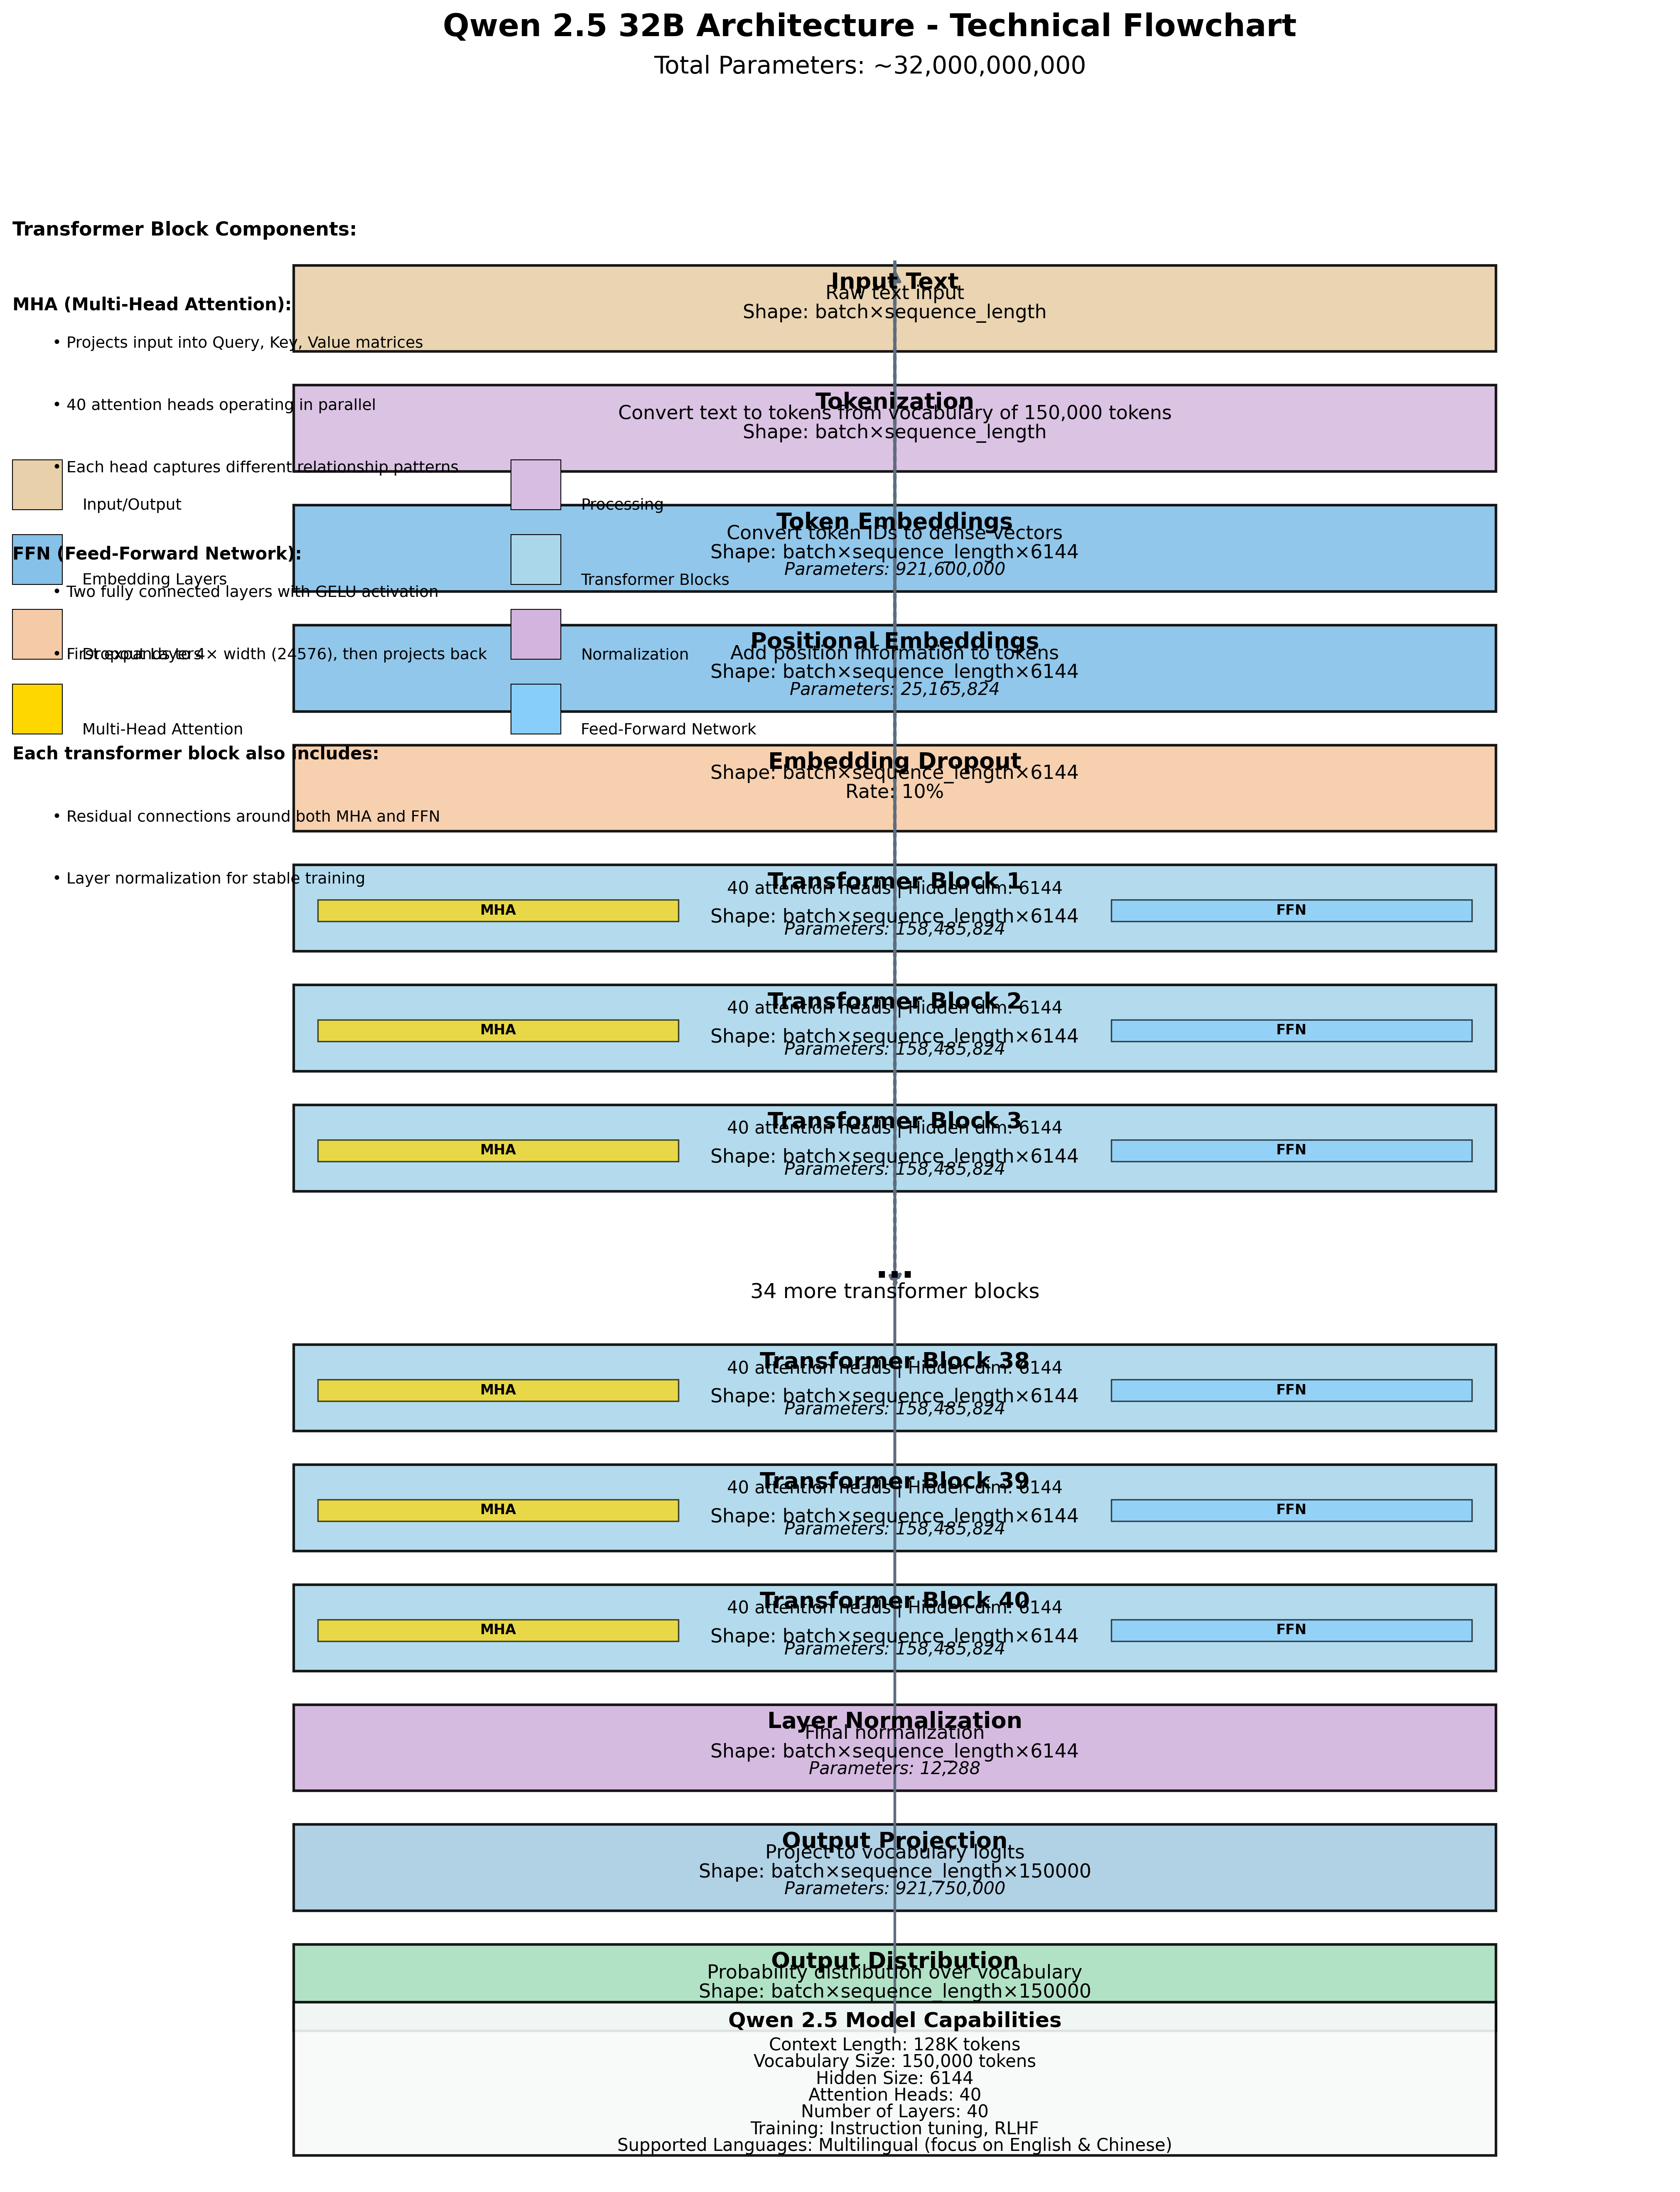 Qwen 2.5 32B Architecture - Technical Flowchart
Total Parameters: ~32,000,000,000
Transformer Block Components:
MHA (Multi-Head Attention):
• Projects input into Query, Key, Value matrices
• 40 attention heads operating in parallel
• Each head captures different relationship patterns
FFN (Feed-Forward Network):
• Two fully connected layers with GELU activation
• First expands to 4× width (24576), then projects back
Each transformer block also includes:
• Residual connections around both MHA and FFN
• Layer normalization for stable training
Input/Output
Processing
Embedding Layers
Transformer Blocks
Dropout Layers
Normalization
Multi-Head Attention
Feed-Forward Network
Input Text
Raw text input
Shape: batch×sequence_length
Tokenization
Convert text to tokens from vocabulary of 150,000 tokens
Shape: batch×sequence_length
Token Embeddings
Convert token IDs to dense vectors
Shape: batch×sequence_length×6144
Parameters: 921,600,000
Positional Embeddings
Add position information to tokens
Shape: batch×sequence_length×6144
Parameters: 25,165,824
Embedding Dropout
Shape: batch×sequence_length×6144
Rate: 10%
Transformer Block 1
40 attention heads | Hidden dim: 6144
MHA
FFN
Shape: batch×sequence_length×6144
Parameters: 158,485,824
Transformer Block 2
40 attention heads | Hidden dim: 6144
MHA
FFN
Shape: batch×sequence_length×6144
Parameters: 158,485,824
Transformer Block 3
40 attention heads | Hidden dim: 6144
MHA
FFN
Shape: batch×sequence_length×6144
Parameters: 158,485,824
...
34 more transformer blocks
Transformer Block 38
40 attention heads | Hidden dim: 6144
MHA
FFN
Shape: batch×sequence_length×6144
Parameters: 158,485,824
Transformer Block 39
40 attention heads | Hidden dim: 6144
MHA
FFN
Shape: batch×sequence_length×6144
Parameters: 158,485,824
Transformer Block 40
40 attention heads | Hidden dim: 6144
MHA
FFN
Shape: batch×sequence_length×6144
Parameters: 158,485,824
Layer Normalization
Final normalization
Shape: batch×sequence_length×6144
Parameters: 12,288
Output Projection
Project to vocabulary logits
Shape: batch×sequence_length×150000
Parameters: 921,750,000
Output Distribution
Probability distribution over vocabulary
Shape: batch×sequence_length×150000
Qwen 2.5 Model Capabilities
Context Length: 128K tokens
Vocabulary Size: 150,000 tokens
Hidden Size: 6144
Attention Heads: 40
Number of Layers: 40
Training: Instruction tuning, RLHF
Supported Languages: Multilingual (focus on English & Chinese)